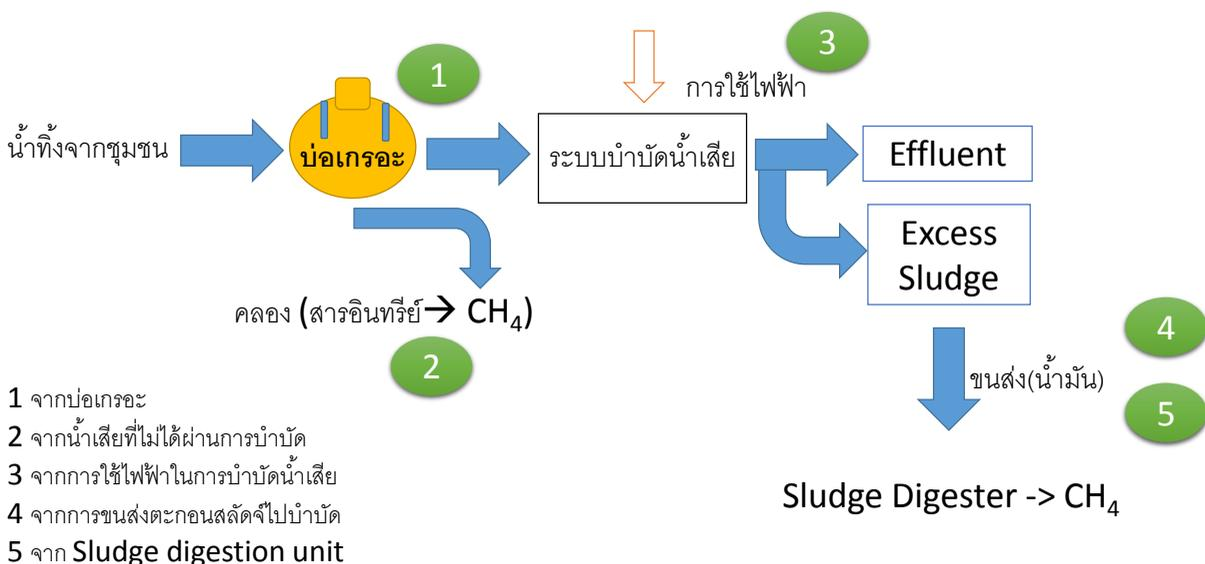 1
3
การใช้ไฟฟ้า
น้ำทิ้งจากชุมชน
บ่อเกรอะ
ระบบบำบัดน้ำเสีย
Effluent
Excess
Sludge
คลอง (สารอินทรีย์→ CH₄)
2
4
ขนส่ง(น้ำมัน)
5
Sludge Digester -> CH₄
1 จากบ่อเกรอะ
2 จากน้ำเสียที่ไม่ได้ผ่านการบำบัด
3 จากการใช้ไฟฟ้าในการบำบัดน้ำเสีย
4 จากการขนส่งตะกอนสลัดจ์ไปบำบัด
5 จาก Sludge digestion unit